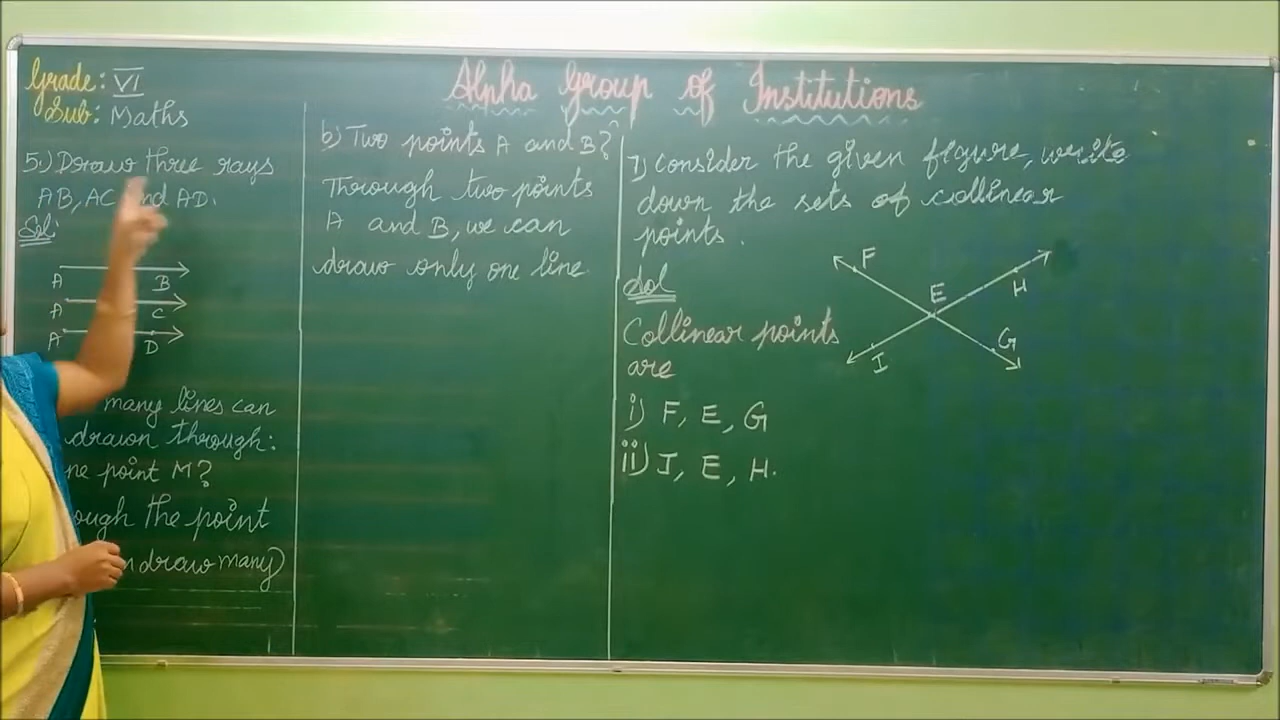 Alpha Group of Institutions
Grade: VI
Sub: Maths
5.) Draw three rays
AB, AC and AD.
Sol:
A B
A C
A D
many lines can
drawn through:
ne point M?
ough the point
n draw many
b) Two points A and B?
Through two points
A and B, we can
draw only one line.
7) Consider the given figure, write
down the sets of collinear
points.
Sol
Collinear points
are
i) F, E, G
ii) I, E, H.
F
E
H
G
I